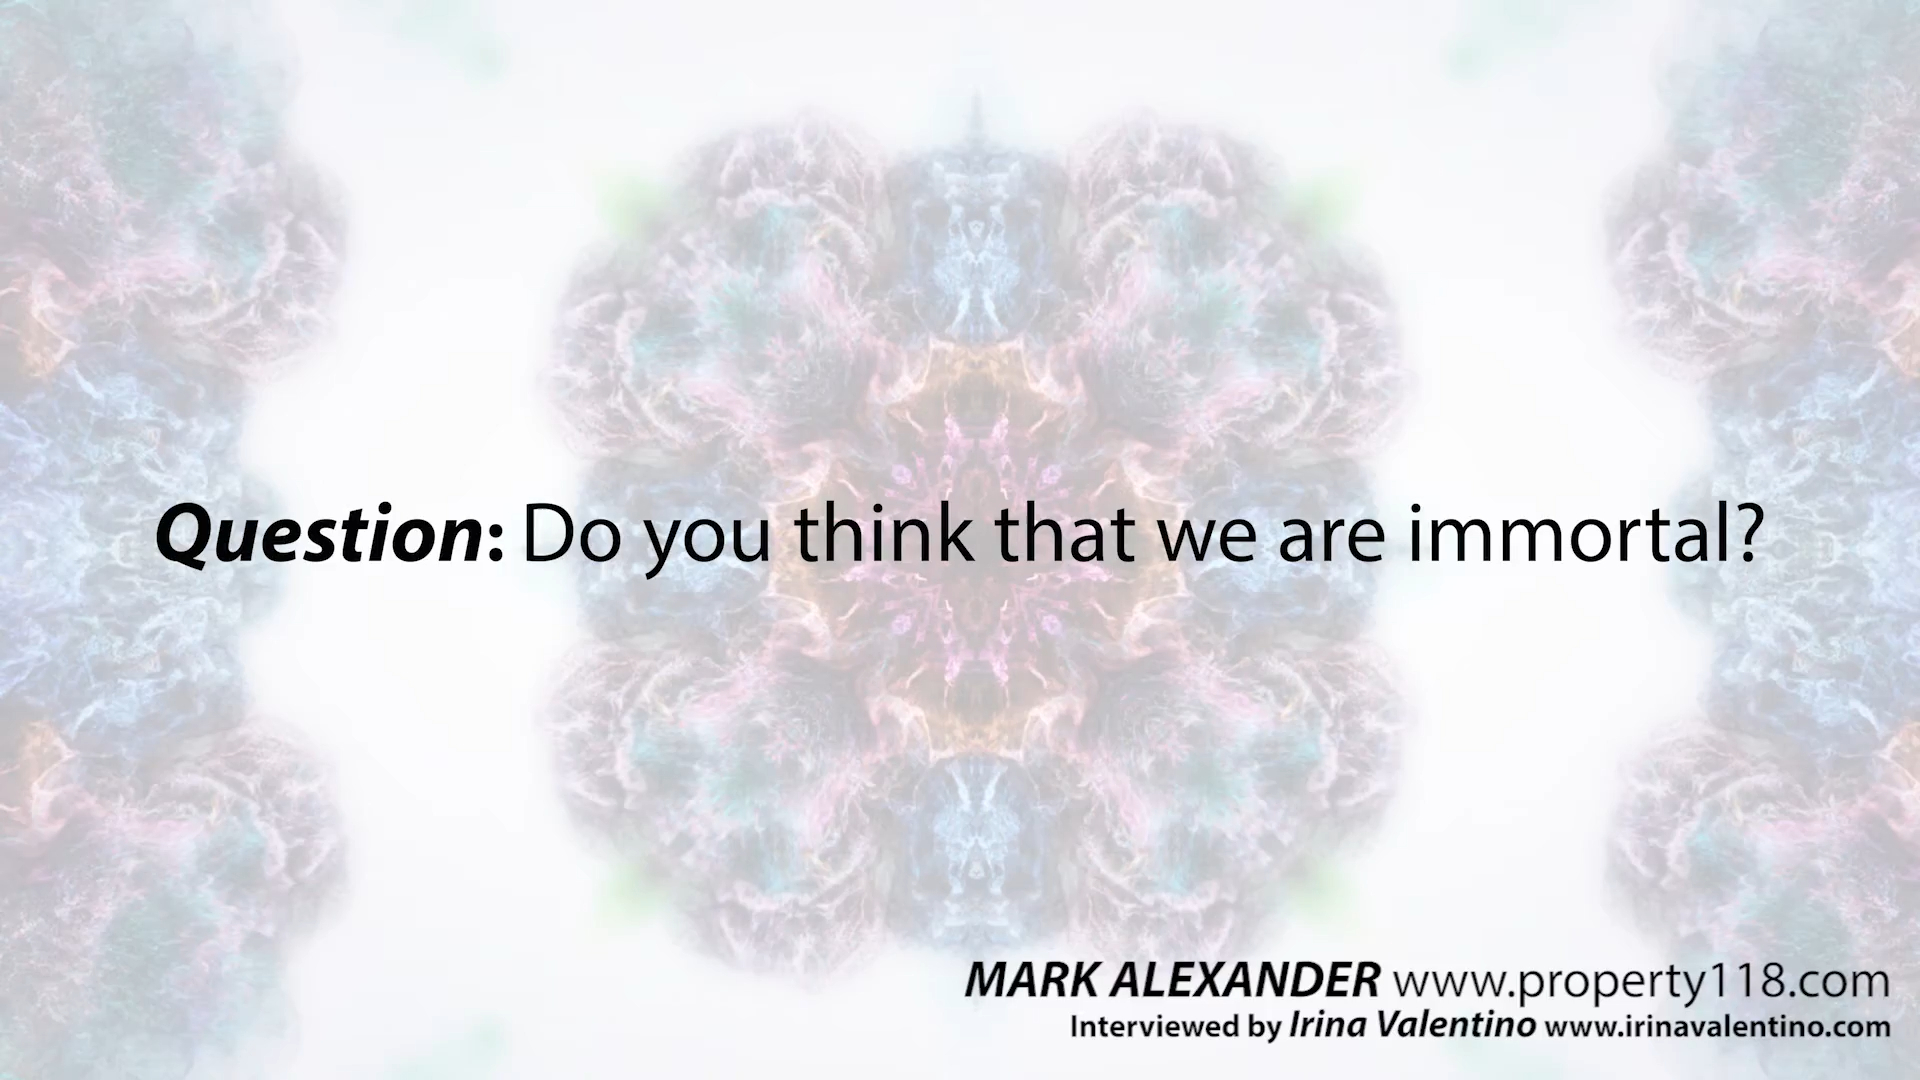 Question: Do you think that we are immortal?
MARK ALEXANDER www.property118.com
Interviewed by Irina Valentino www.irinavalentino.com